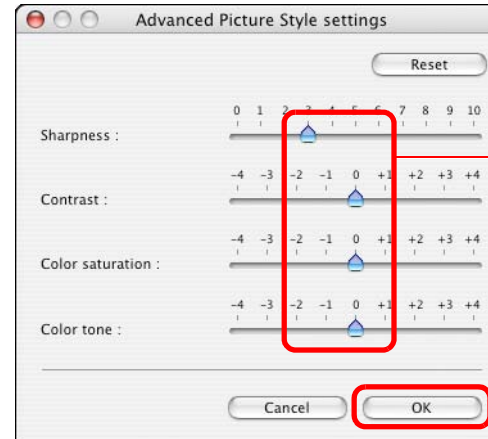 Advanced Picture Style settings
Reset
0 1 2 3 4 5 6 7 8 9 10
Sharpness :
-4 -3 -2 -1 0 +1 +2 +3 +4
Contrast :
-4 -3 -2 -1 0 +1 +2 +3 +4
Color saturation :
-4 -3 -2 -1 0 +1 +2 +3 +4
Color tone :
Cancel OK